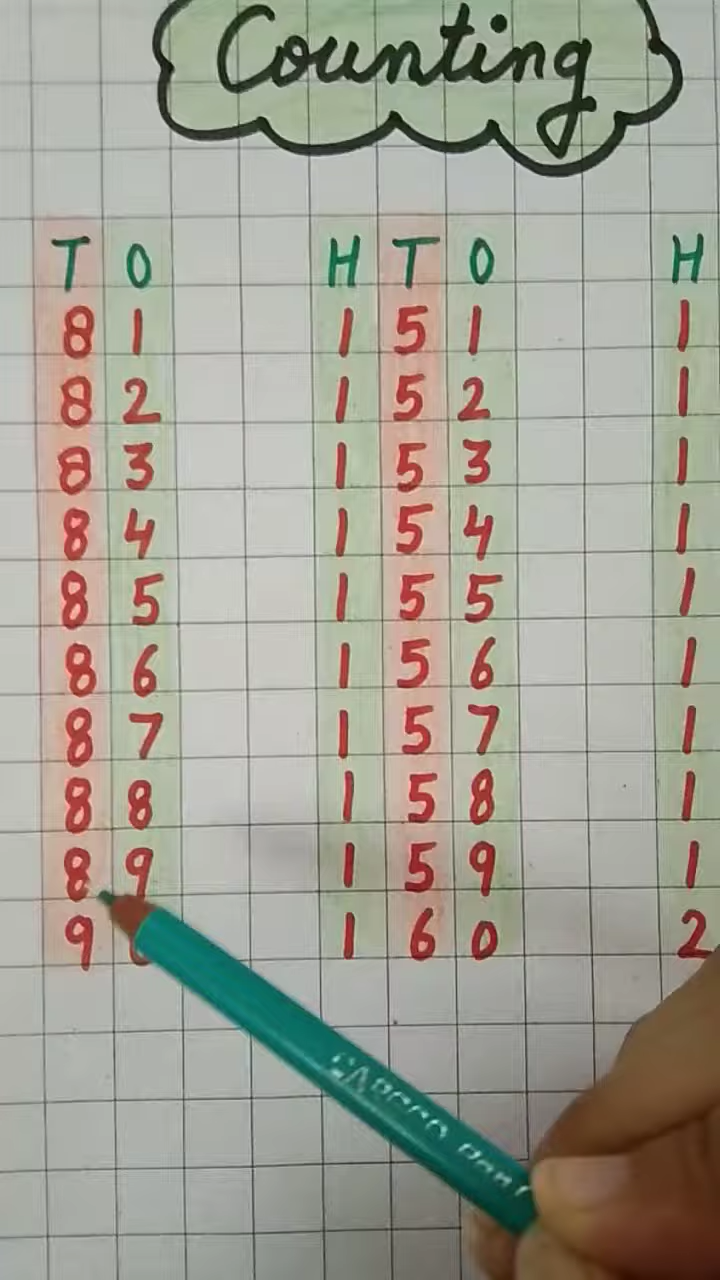 Counting
T O H T O H
8 1 1 5 1 1
8 2 1 5 2 1
8 3 1 5 3 1
8 4 1 5 4 1
8 5 1 5 5 1
8 6 1 5 6 1
8 7 1 5 7 1
8 8 1 5 8 1
8 9 1 5 9 1
9 1 6 0 2